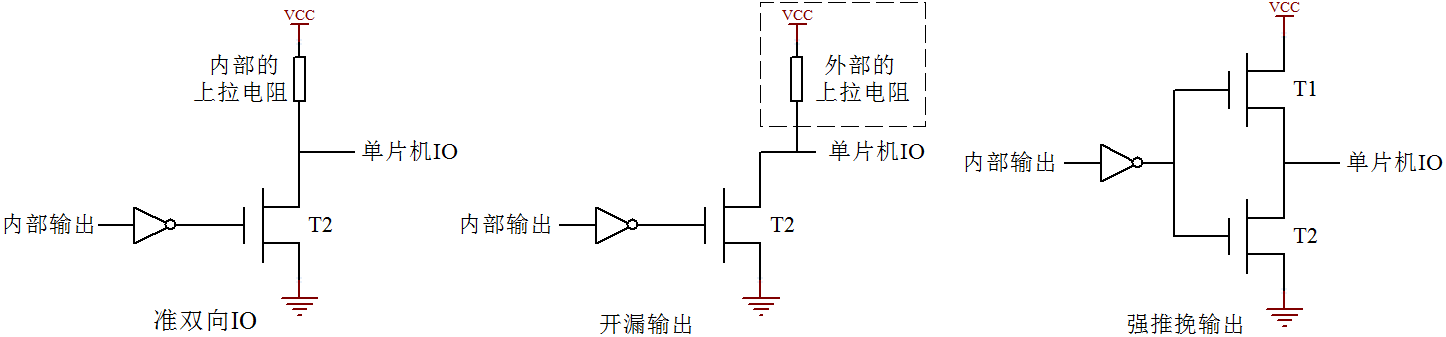 VCC
内部的
上拉电阻
单片机IO
内部输出
T2
准双向IO
VCC
外部的
上拉电阻
单片机IO
内部输出
T2
开漏输出
VCC
T1
内部输出
单片机IO
T2
强推挽输出